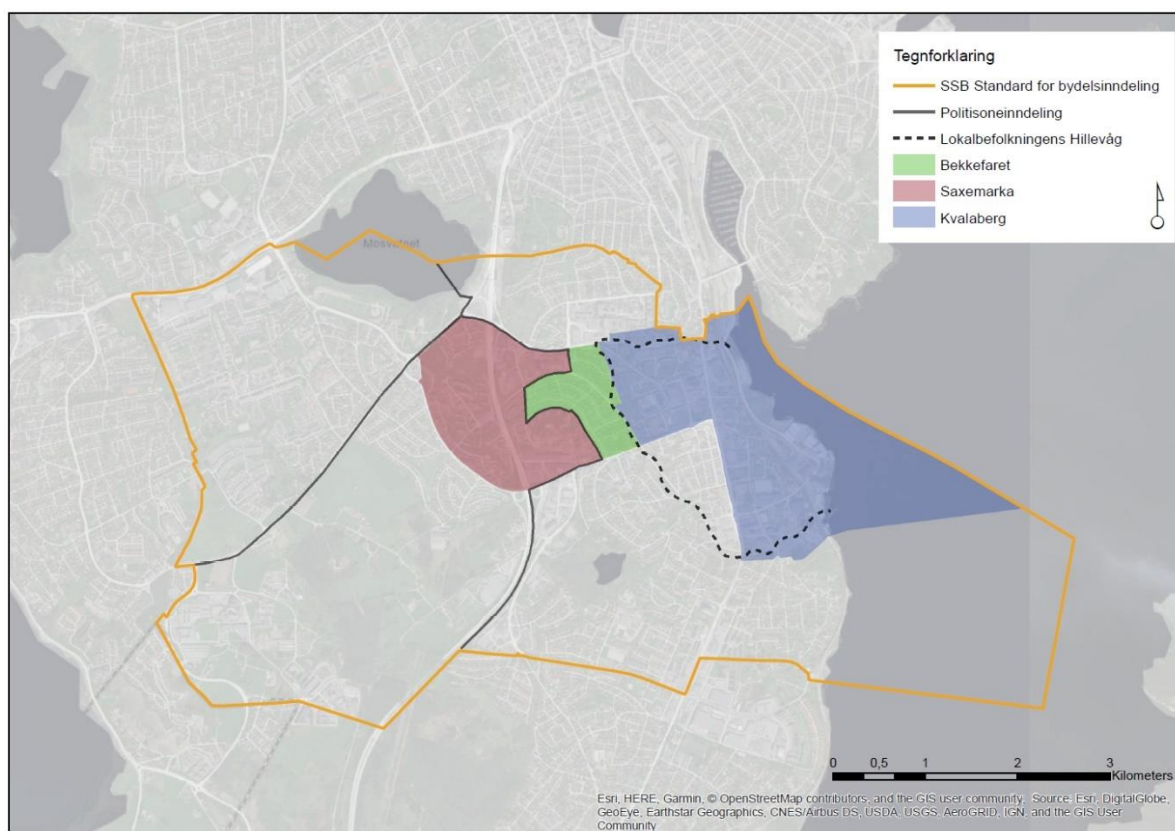 Tegnforklaring
SSB Standard for bydelsinndeling
Politisoneinndeling
Lokalbefolkningens Hillevåg
Bekkefaret
Saxemarka
Kvalaberg
Mosvatnet
0 0,5 1 2 3
Kilometers
Esri, HERE, Garmin, © OpenStreetMap contributors, and the GIS user community, Source: Esri, DigitalGlobe,
GeoEye, Earthstar Geographics, CNES/Airbus DS, USDA, USGS, AeroGRID, IGN, and the GIS User
Community